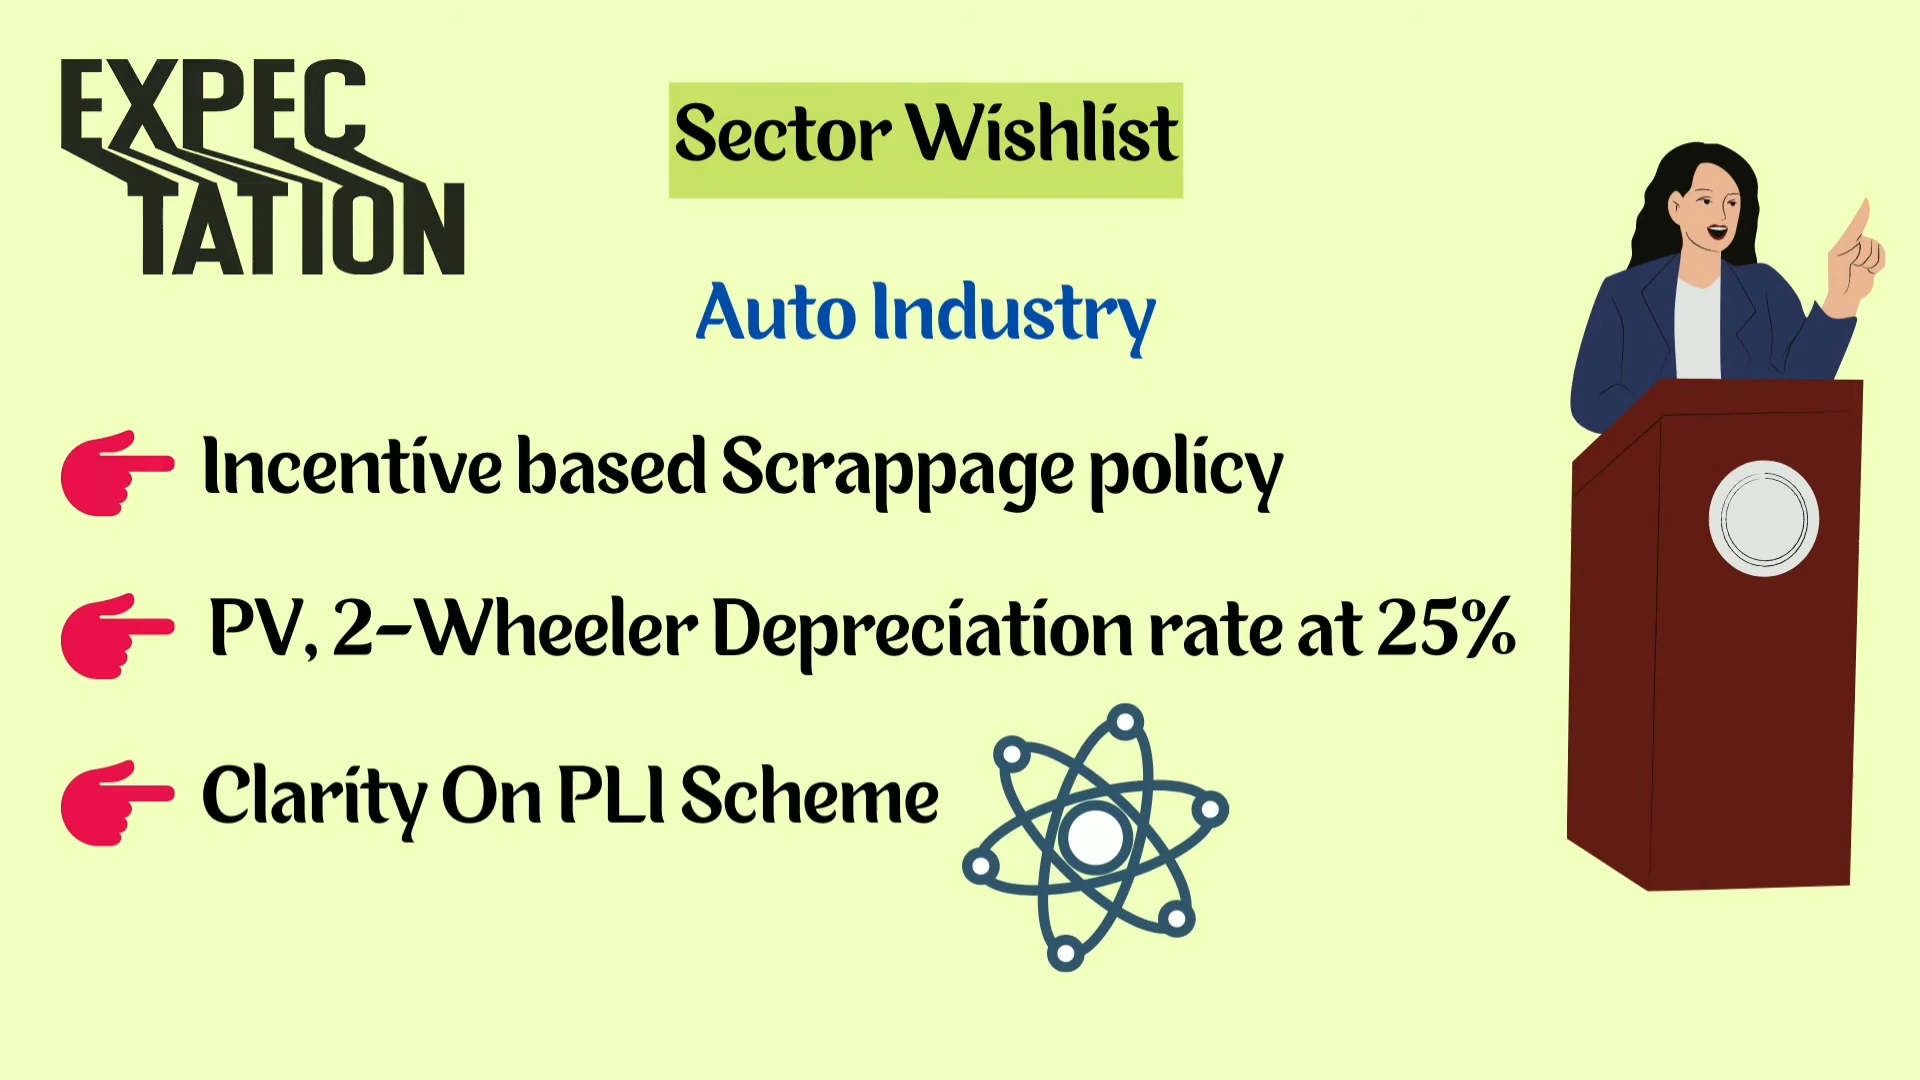 EXPEC
TATION
Sector Wishlist
Auto Industry
Incentive based Scrappage policy
PV, 2-Wheeler Depreciation rate at 25%
Clarity On PLI Scheme